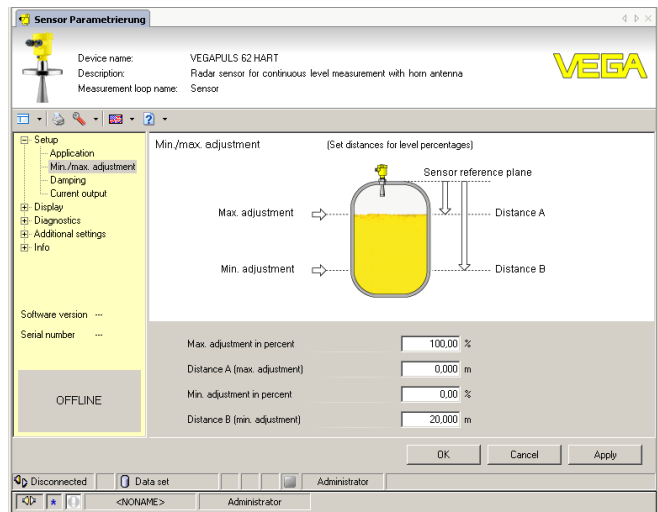 Sensor Parametrierung
Device name: VEGAPULS 62 HART
Description: Radar sensor for continuous level measurement with horn antenna
Measurement loop name: Sensor
VEGA
Setup
Application
Min./max. adjustment
Damping
Current output
Display
Diagnostics
Additional settings
Info
Software version ---
Serial number ---
OFFLINE
Min./max. adjustment (Set distances for level percentages)
Sensor reference plane
Max. adjustment
Distance A
Min. adjustment
Distance B
Max. adjustment in percent 100,00 %
Distance A (max. adjustment) 0,000 m
Min. adjustment in percent 0,00 %
Distance B (min. adjustment) 20,000 m
OK Cancel Apply
Disconnected Data set Administrator
<NONAME> Administrator